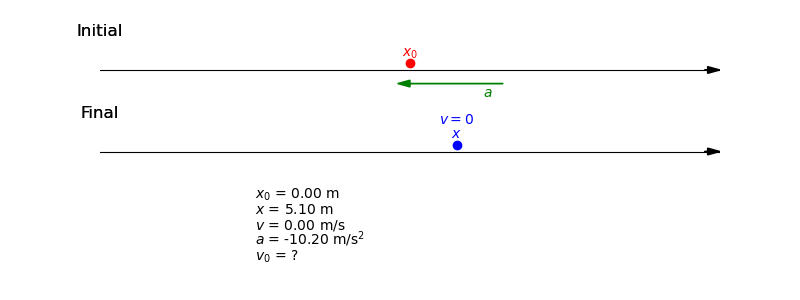 Initial
x₀
a
Final
v = 0
x
x₀ = 0.00 m
x = 5.10 m
v = 0.00 m/s
a = -10.20 m/s²
v₀ = ?